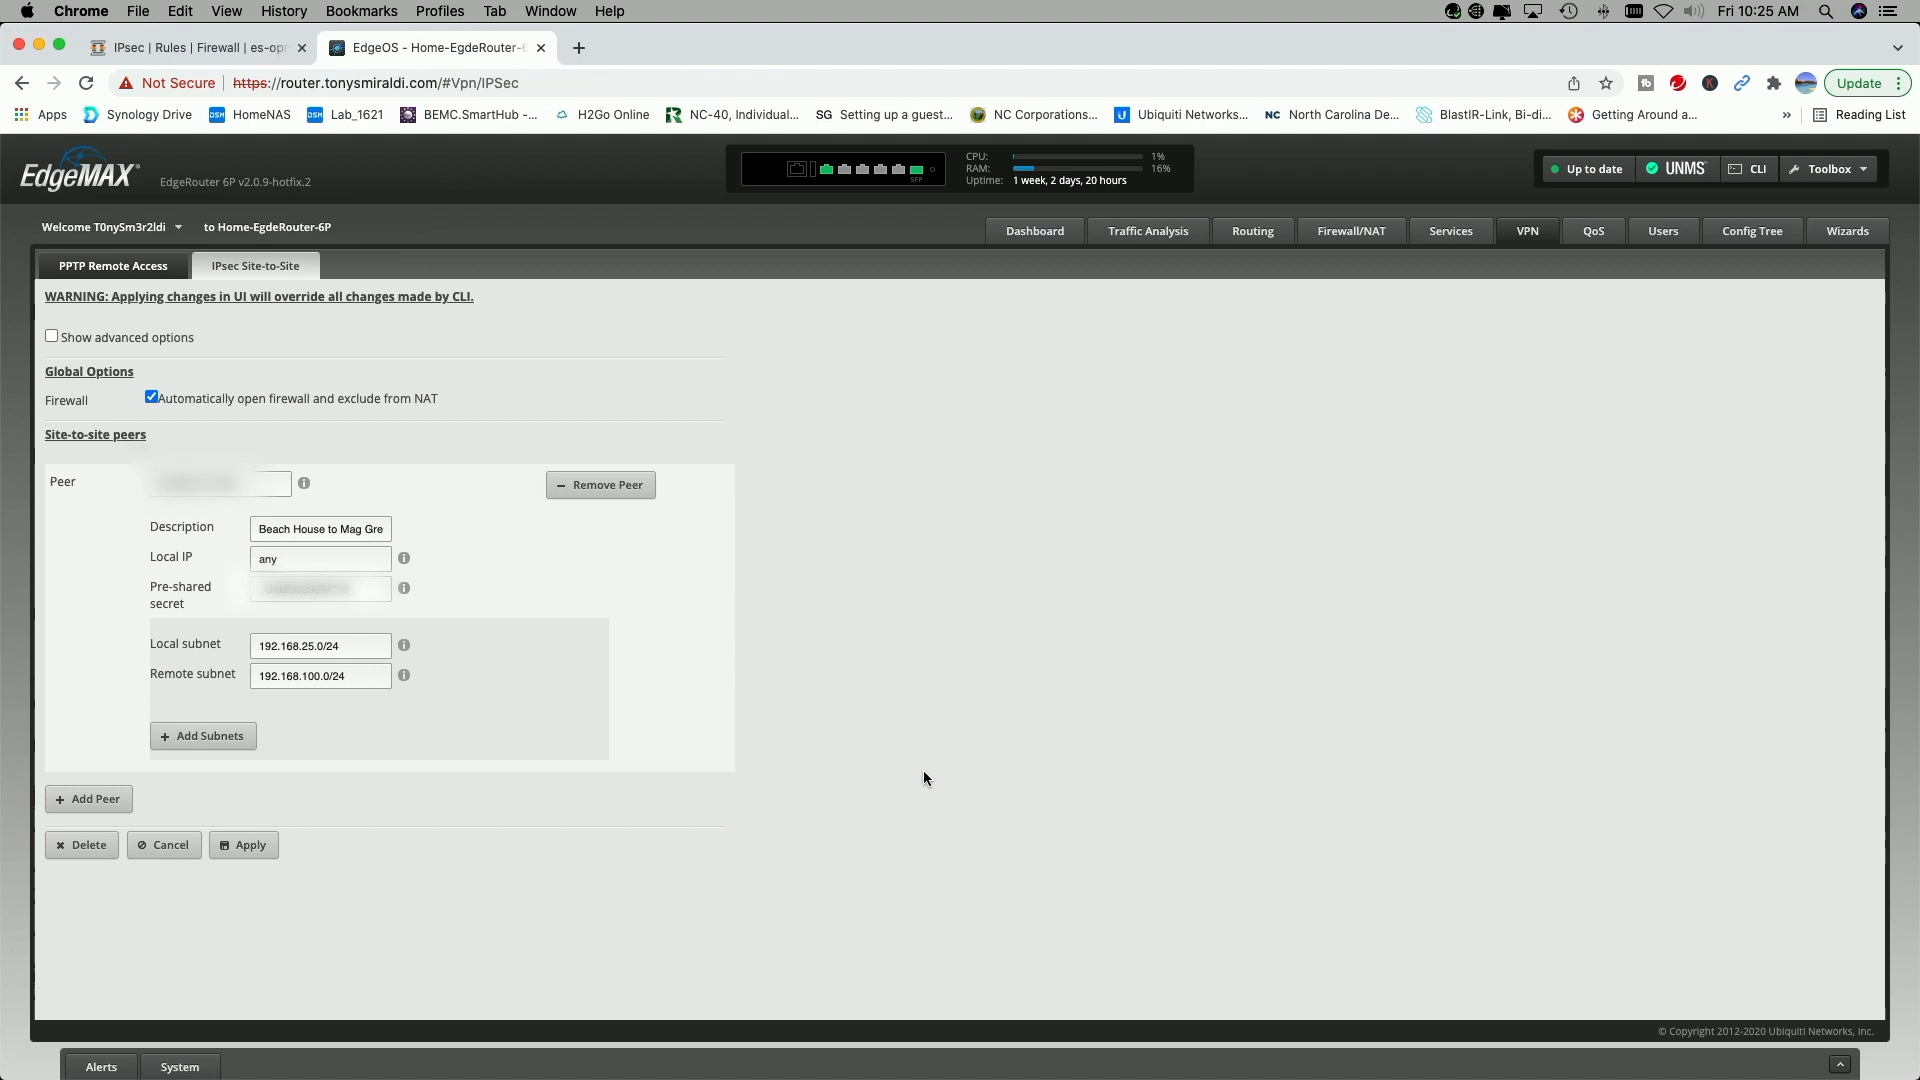 Chrome File Edit View History Bookmarks Profiles Tab Window Help Fri 10:25 AM
IPsec | Rules | Firewall | es-opn EdgeOS - Home-EgdeRouter-6
Not Secure https://router.tonysmiraldi.com/#Vpn/IPSec Update
Apps Synology Drive HomeNAS Lab_1621 BEMC.SmartHub -... H2Go Online NC-40, Individual... SG Setting up a guest... NC Corporations... Ubiquiti Networks... NC North Carolina De... BlastIR-Link, Bi-di... Getting Around a... » Reading List
EdgeMAX EdgeRouter 6P v2.0.9-hotfix.2
SFP
CPU: 1%
RAM: 16%
Uptime: 1 week, 2 days, 20 hours
Up to date UNMS CLI Toolbox
Welcome T0nySm3r2ldi to Home-EgdeRouter-6P
Dashboard Traffic Analysis Routing Firewall/NAT Services VPN QoS Users Config Tree Wizards
PPTP Remote Access IPsec Site-to-Site
WARNING: Applying changes in UI will override all changes made by CLI.
Show advanced options
Global Options
Firewall Automatically open firewall and exclude from NAT
Site-to-site peers
Peer Remove Peer
Description Beach House to Mag Gre
Local IP any
Pre-shared
secret
Local subnet 192.168.25.0/24
Remote subnet 192.168.100.0/24
+ Add Subnets
+ Add Peer
Delete Cancel Apply
© Copyright 2012-2020 Ubiquiti Networks, Inc.
Alerts System